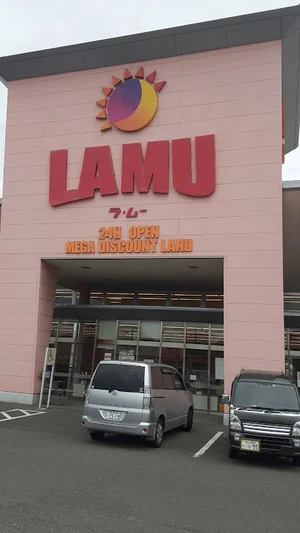 LAMU
ラ・ムー
24H OPEN
MEGA DISCOUNT LAND